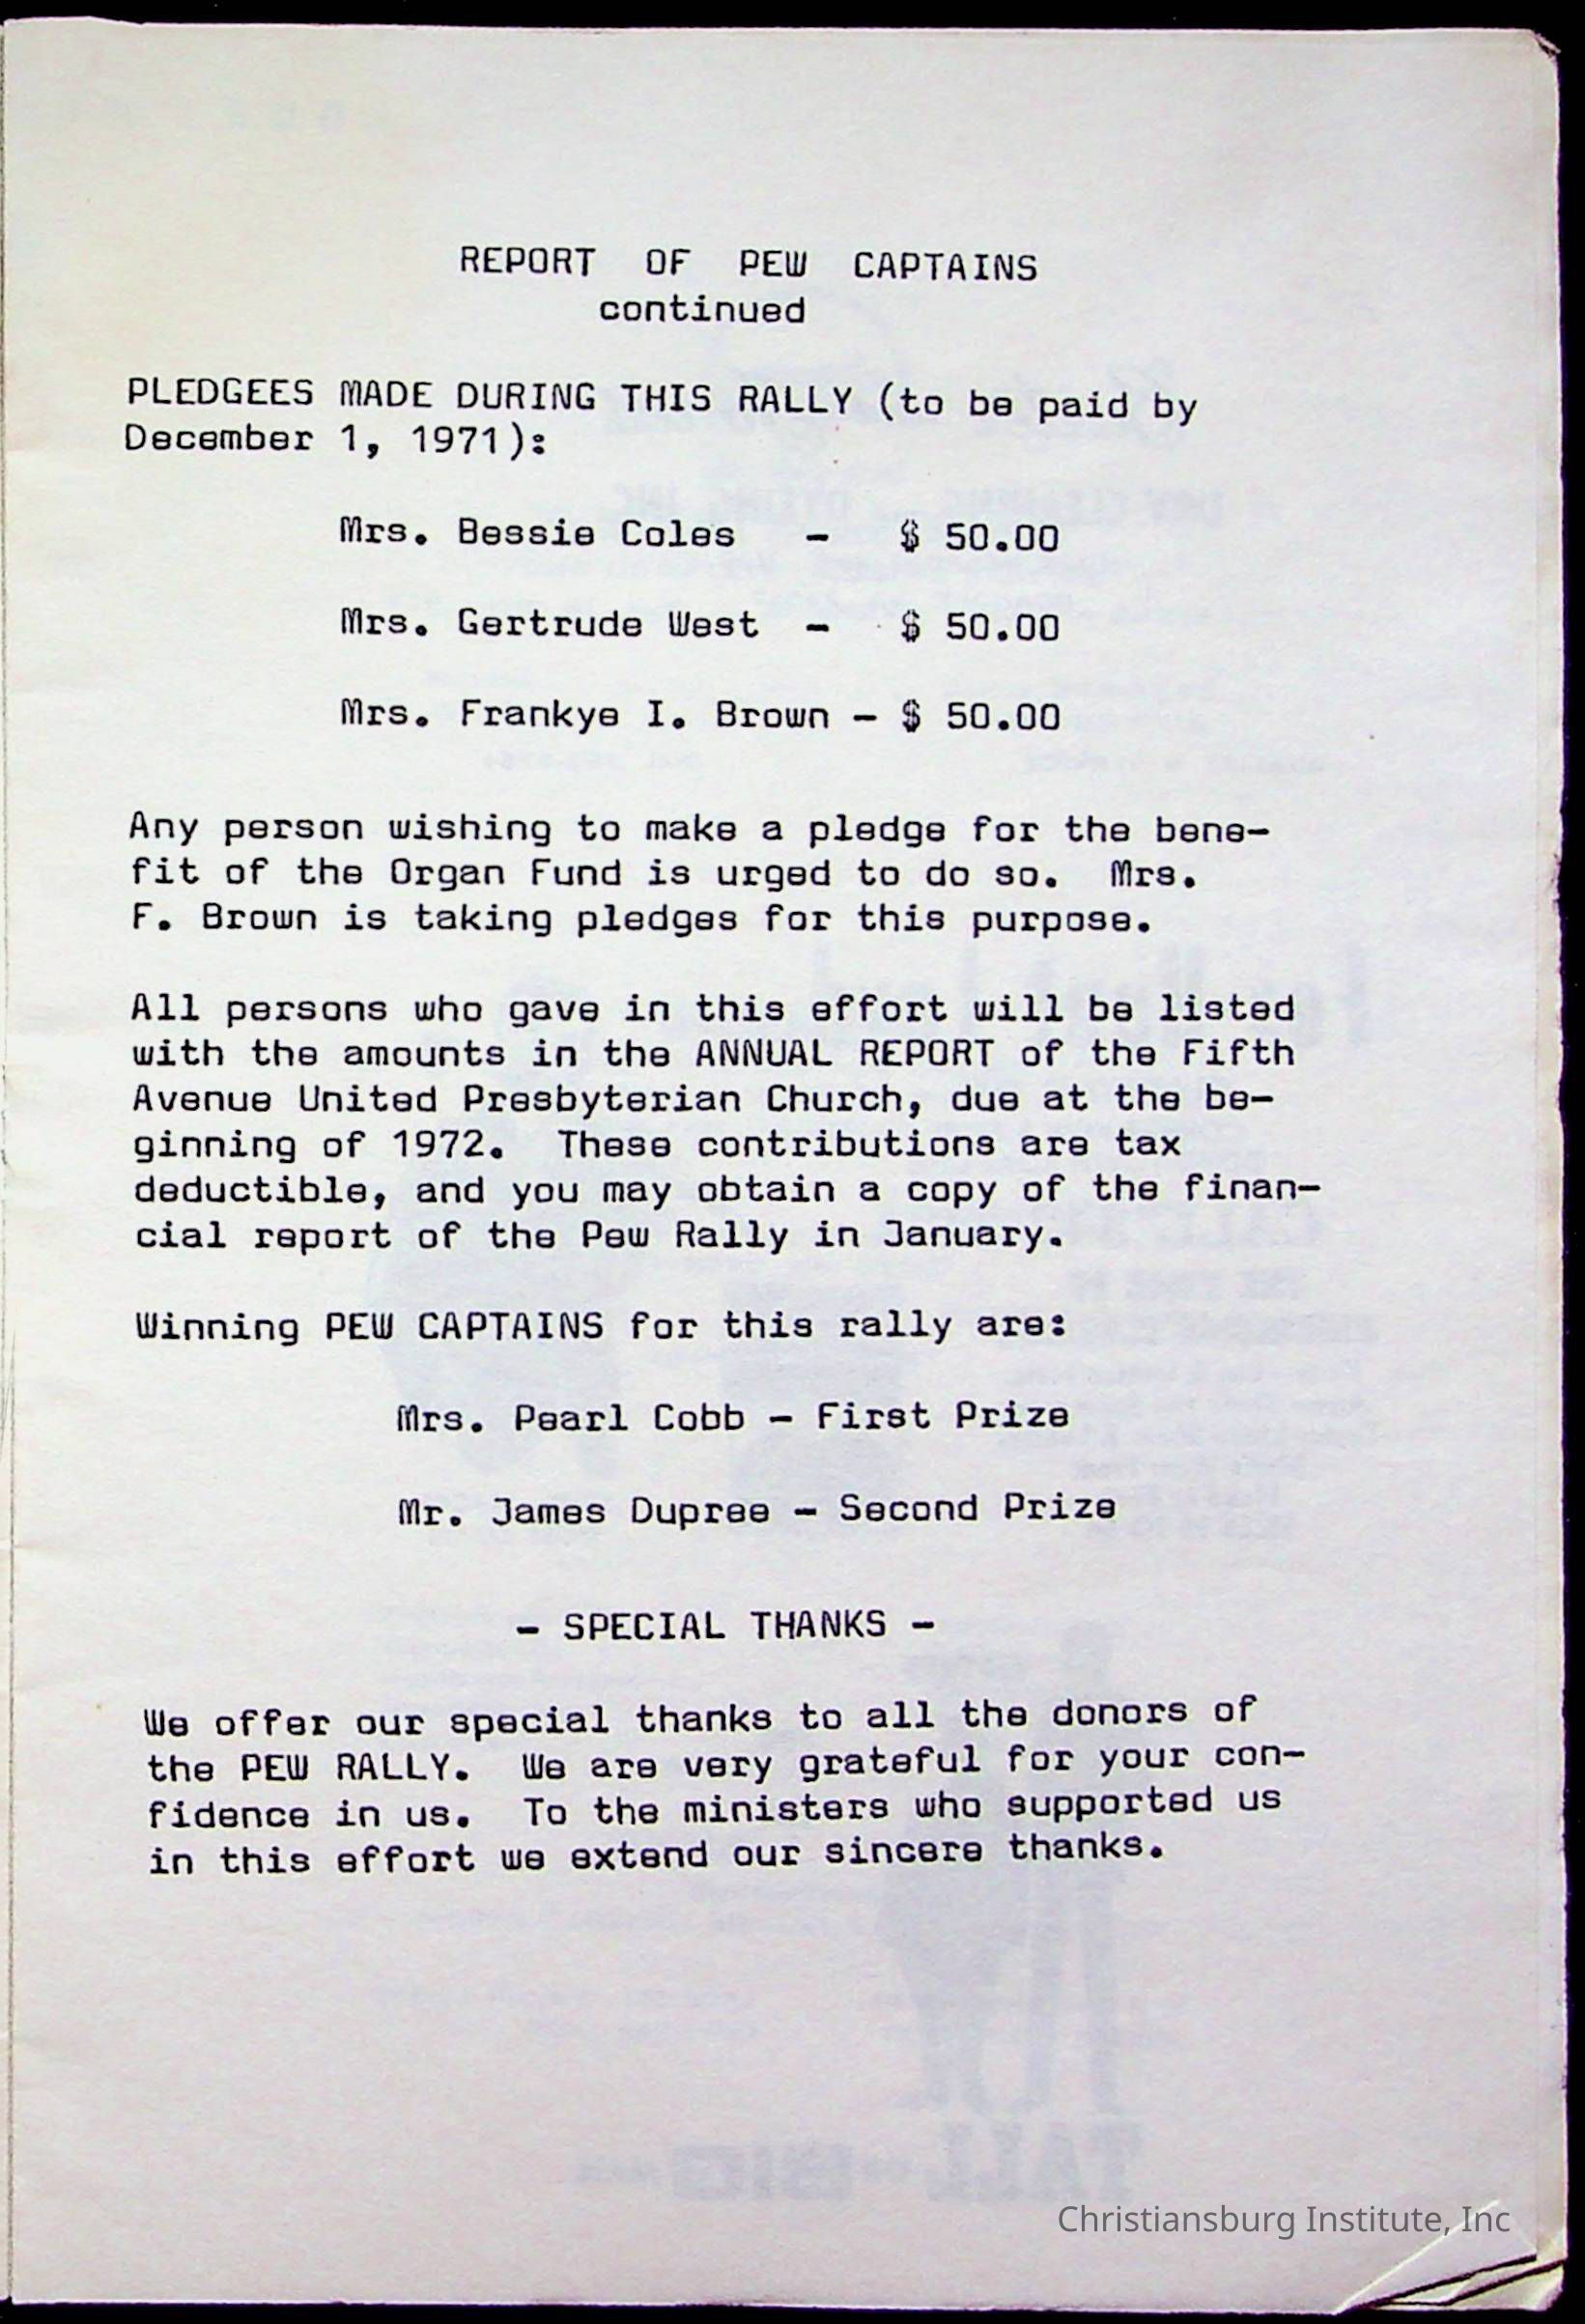 REPORT OF PEW CAPTAINS
continued
PLEDGEES MADE DURING THIS RALLY (to be paid by
December 1, 1971):
Mrs. Bessie Coles - $ 50.00
Mrs. Gertrude West - $ 50.00
Mrs. Frankye I. Brown - $ 50.00
Any person wishing to make a pledge for the bene-
fit of the Organ Fund is urged to do so. Mrs.
F. Brown is taking pledges for this purpose.
All persons who gave in this effort will be listed
with the amounts in the ANNUAL REPORT of the Fifth
Avenue United Presbyterian Church, due at the be-
ginning of 1972. These contributions are tax
deductible, and you may obtain a copy of the finan-
cial report of the Pew Rally in January.
Winning PEW CAPTAINS for this rally are:
Mrs. Pearl Cobb - First Prize
Mr. James Dupree - Second Prize
- SPECIAL THANKS -
We offer our special thanks to all the donors of
the PEW RALLY. We are very grateful for your con-
fidence in us. To the ministers who supported us
in this effort we extend our sincere thanks.
Christiansburg Institute, Inc